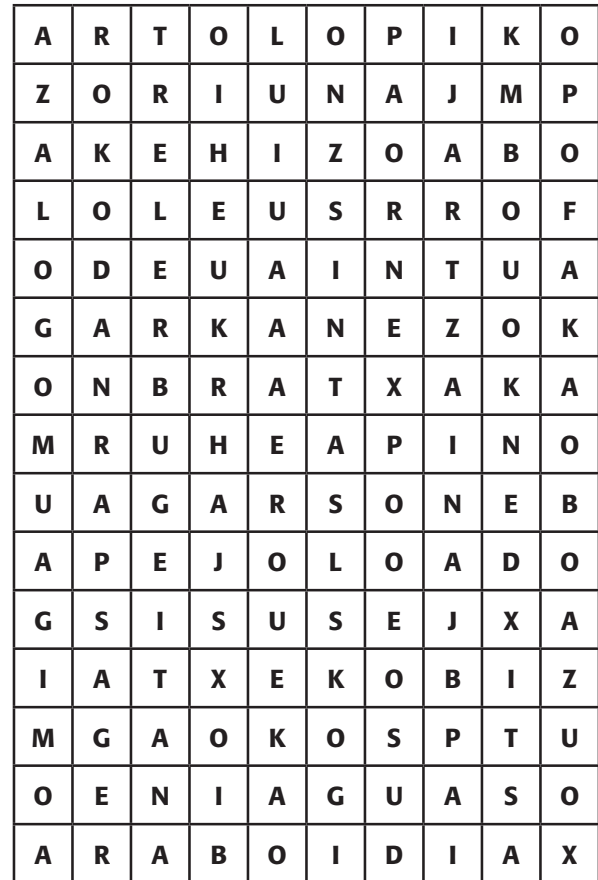 A R T O L O P I K O
Z O R I U N A J M P
A K E H I Z O A B O
L O L E U S R R O F
O D E U A I N T U A
G A R K A N E Z O K
O N B R A T X A K A
M R U H E A P I N O
U A G A R S O N E B
A P E J O L O A D O
G S I S U S E J X A
I A T X E K O B I Z
M G A O K O S P T U
O E N I A G U A S O
A R A B O I D I A X